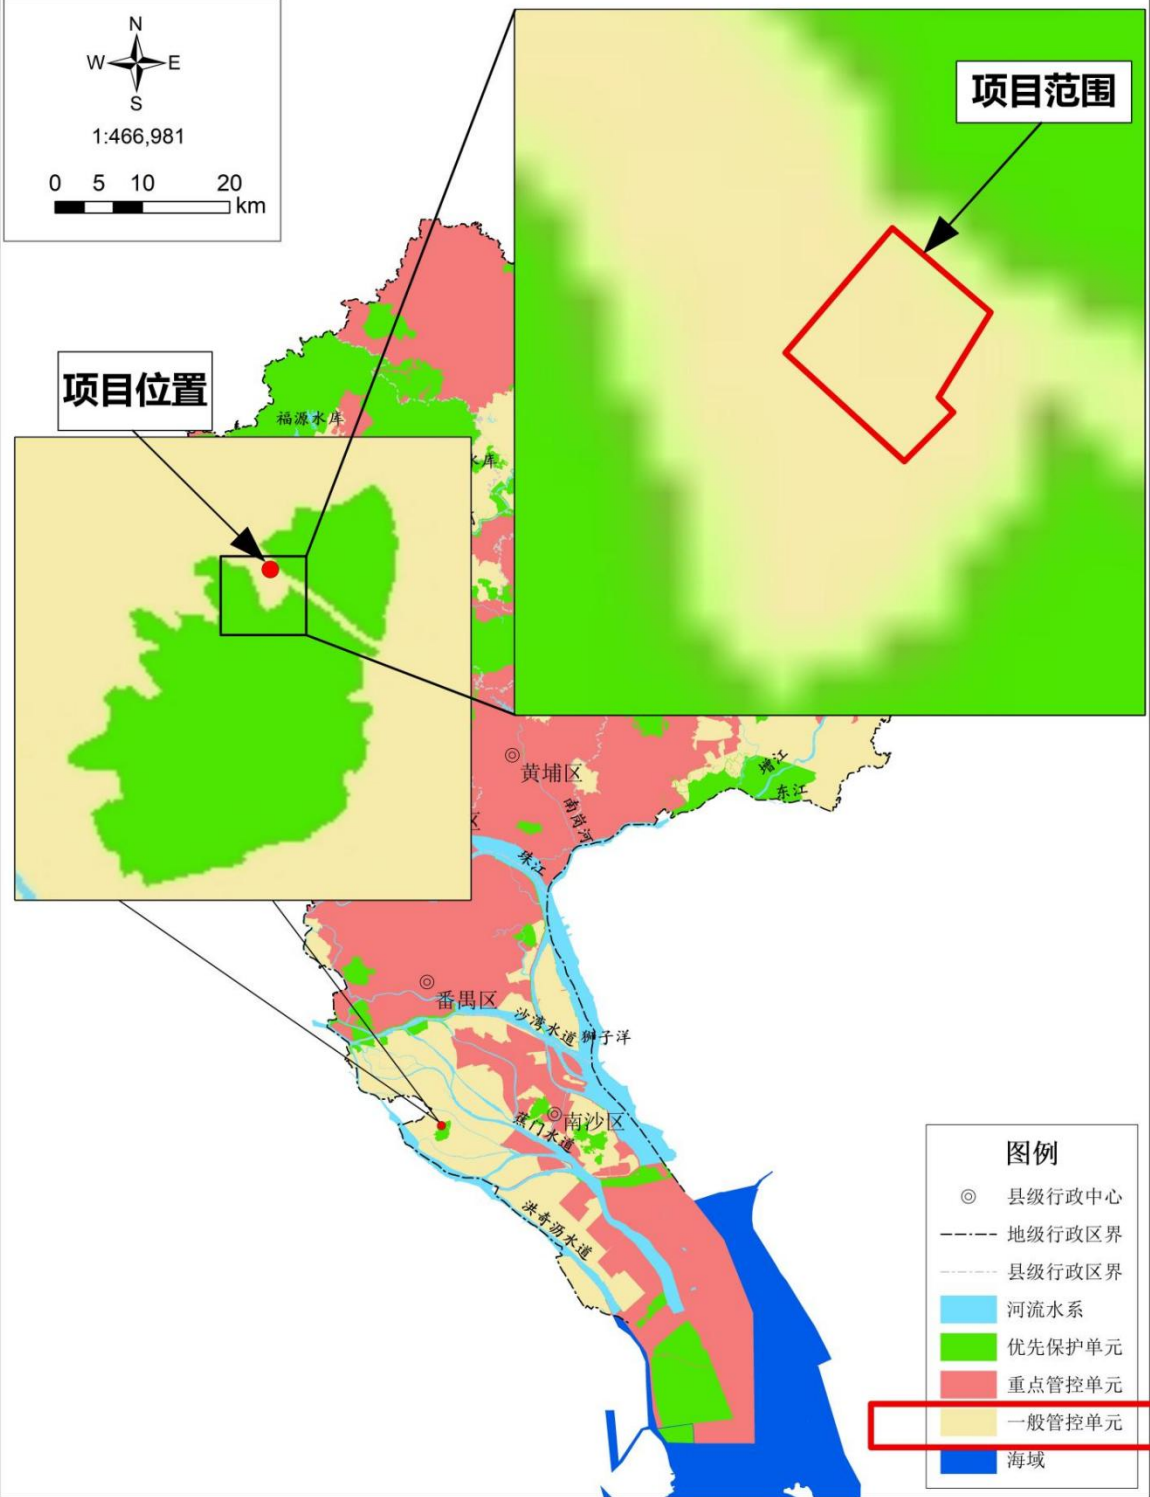 N
W E
S
1:466,981
0 5 10 20
km
项目范围
项目位置
福源水库
水库
黄埔区
增江
东江
南岗河
区
珠江
番禺区
沙湾水道
狮子洋
南沙区
蕉门水道
洪奇沥水道
图例
县级行政中心
地级行政区界
县级行政区界
河流水系
优先保护单元
重点管控单元
一般管控单元
海域